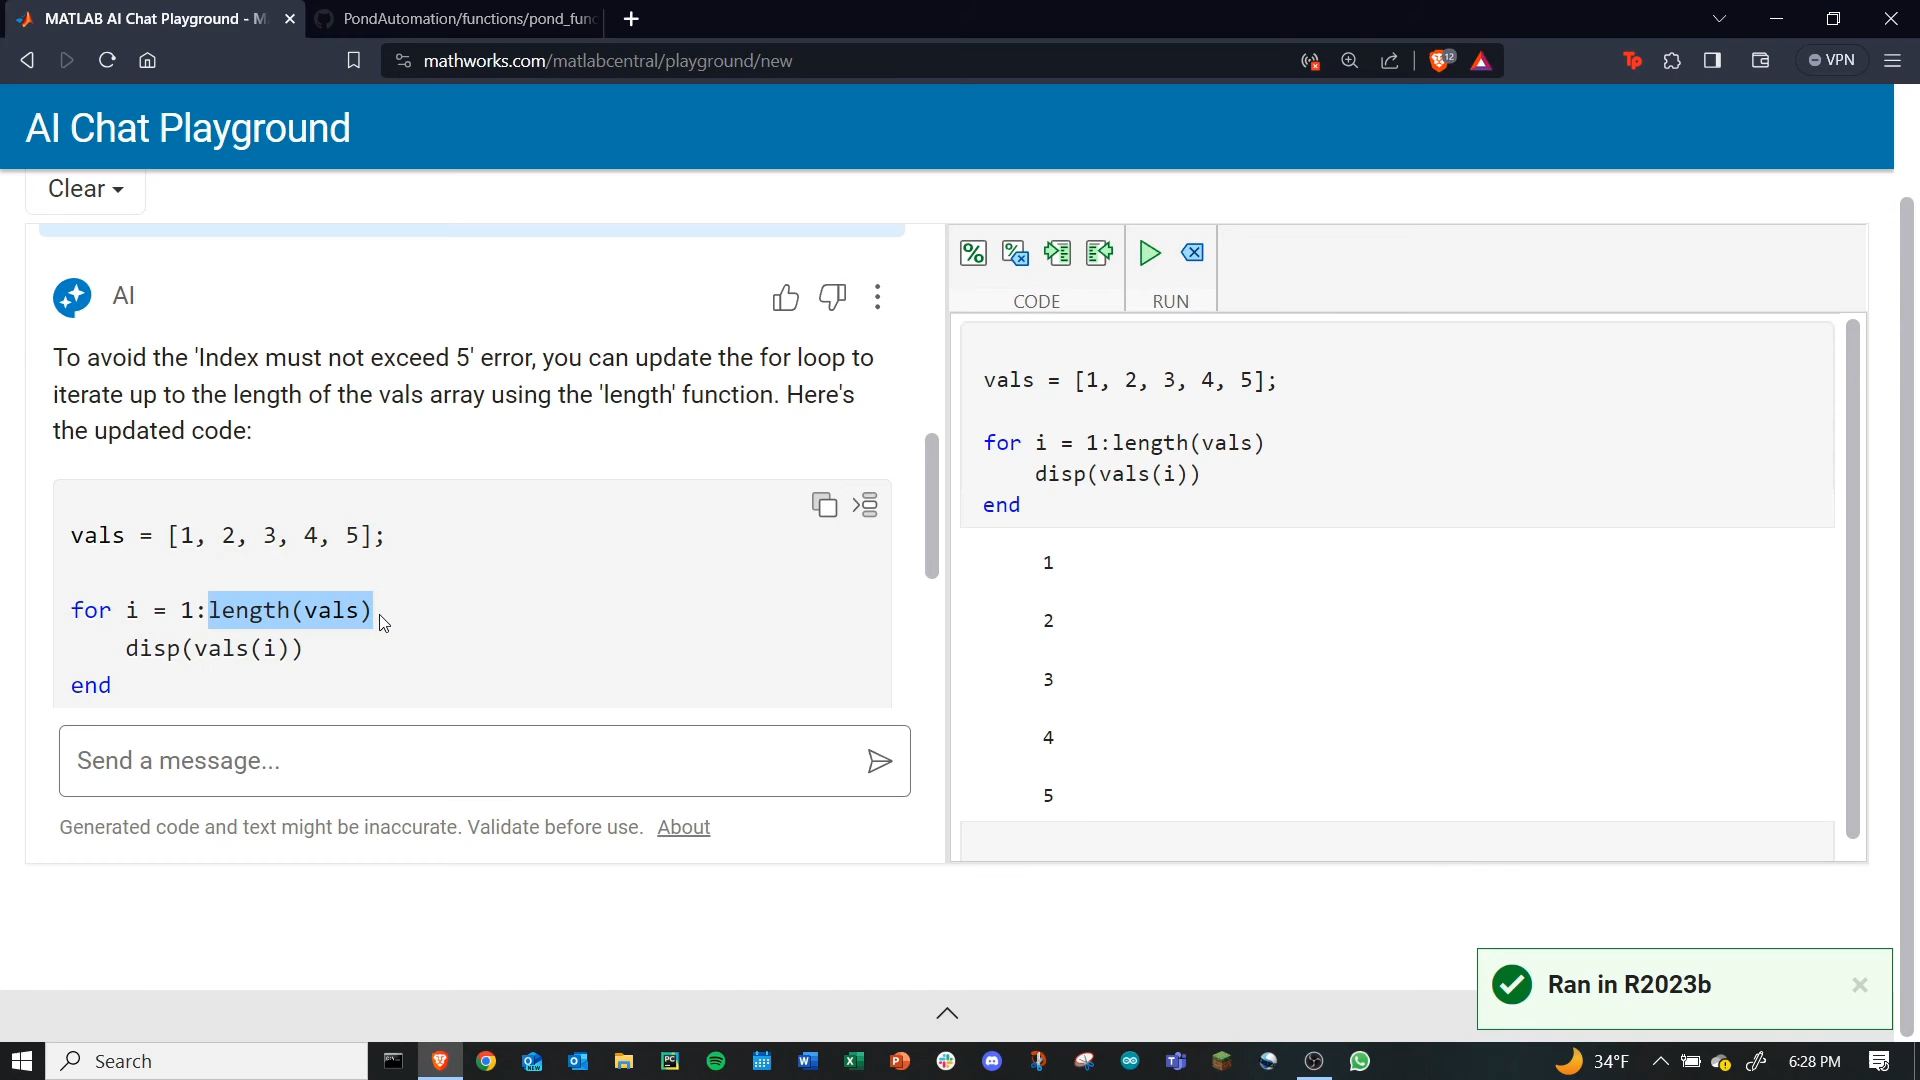 MATLAB AI Chat Playground - M
PondAutomation/functions/pond_func
mathworks.com/matlabcentral/playground/new
12
Tp
VPN
AI Chat Playground
Clear
AI
To avoid the 'Index must not exceed 5' error, you can update the for loop to
iterate up to the length of the vals array using the 'length' function. Here's
the updated code:
vals = [1, 2, 3, 4, 5];
for i = 1:length(vals)
disp(vals(i))
end
Send a message...
Generated code and text might be inaccurate. Validate before use. About
CODE
RUN
vals = [1, 2, 3, 4, 5];
for i = 1:length(vals)
disp(vals(i))
end
1
2
3
4
5
Ran in R2023b
Search
34°F
6:28 PM